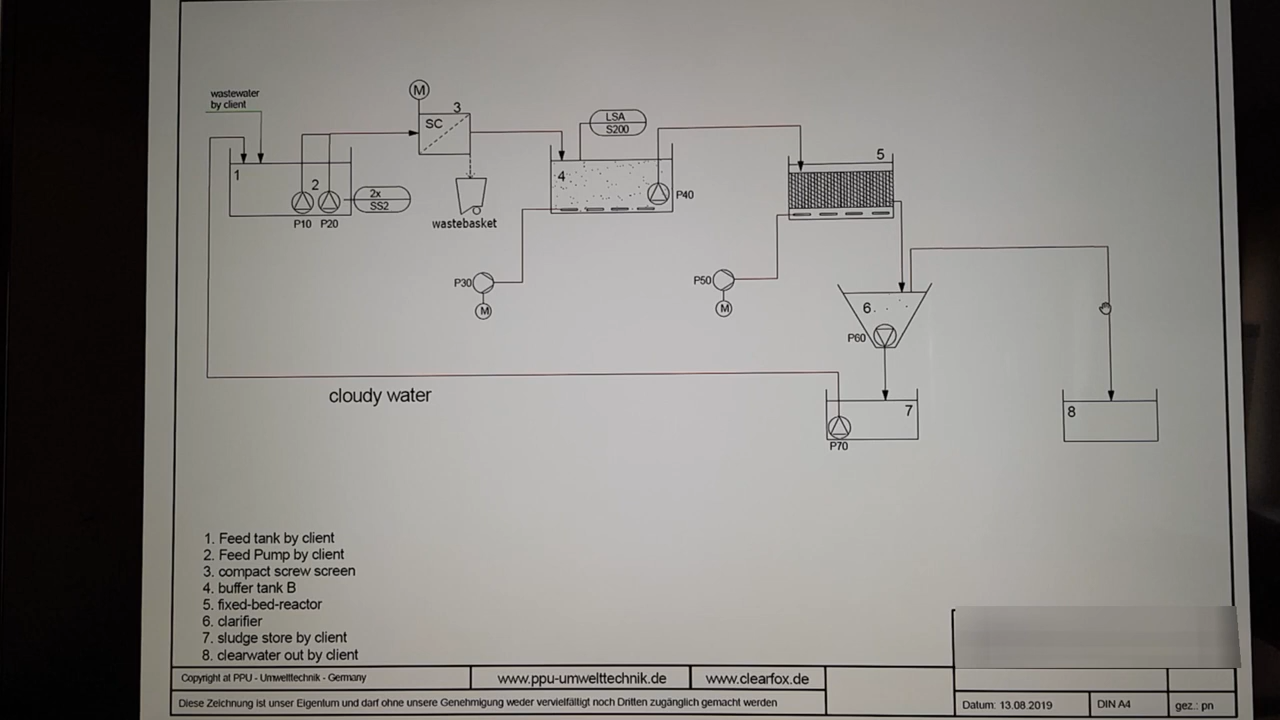 wastewater
by client
M
3
SC
LSA
S200
5
1
2
2x
SS2
4
P40
P10 P20
wastebasket
P30
M
P50
M
6
P60
cloudy water
7
8
P70
1. Feed tank by client
2. Feed Pump by client
3. compact screw screen
4. buffer tank B
5. fixed-bed-reactor
6. clarifier
7. sludge store by client
8. clearwater out by client
Copyright at PPU - Umwelttechnik - Germany
www.ppu-umwelttechnik.de
www.clearfox.de
Diese Zeichnung ist unser Eigentum und darf ohne unsere Genehmigung weder vervielfältigt noch Dritten zugänglich gemacht werden
Datum: 13.08.2019
DIN A4
gez.: pn